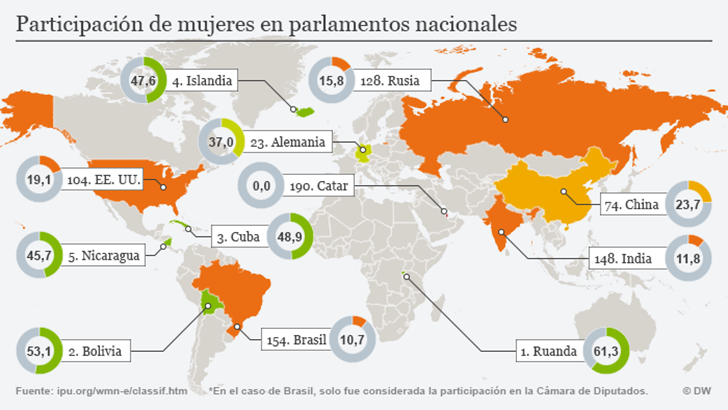 Participación de mujeres en parlamentos nacionales
47,6
4. Islandia
15,8
128. Rusia
37,0
23. Alemania
19,1
104. EE. UU.
0,0
190. Catar
74. China
23,7
3. Cuba
48,9
45,7
5. Nicaragua
148. India
11,8
53,1
2. Bolivia
154. Brasil
10,7
1. Ruanda
61,3
Fuente: ipu.org/wmn-e/classif.htm
*En el caso de Brasil, solo fue considerada la participación en la Cámara de Diputados.
© DW